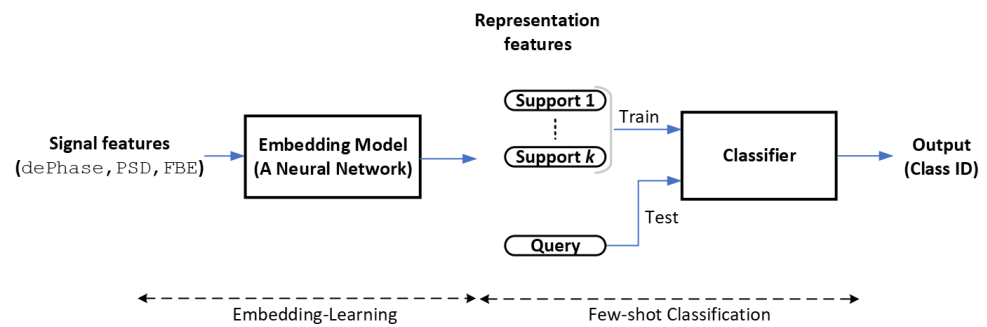 Representation
features
Support 1
Support k
Train
Signal features
(dePhase, PSD, FBE)
Embedding Model
(A Neural Network)
Classifier
Output
(Class ID)
Test
Query
Embedding-Learning
Few-shot Classification